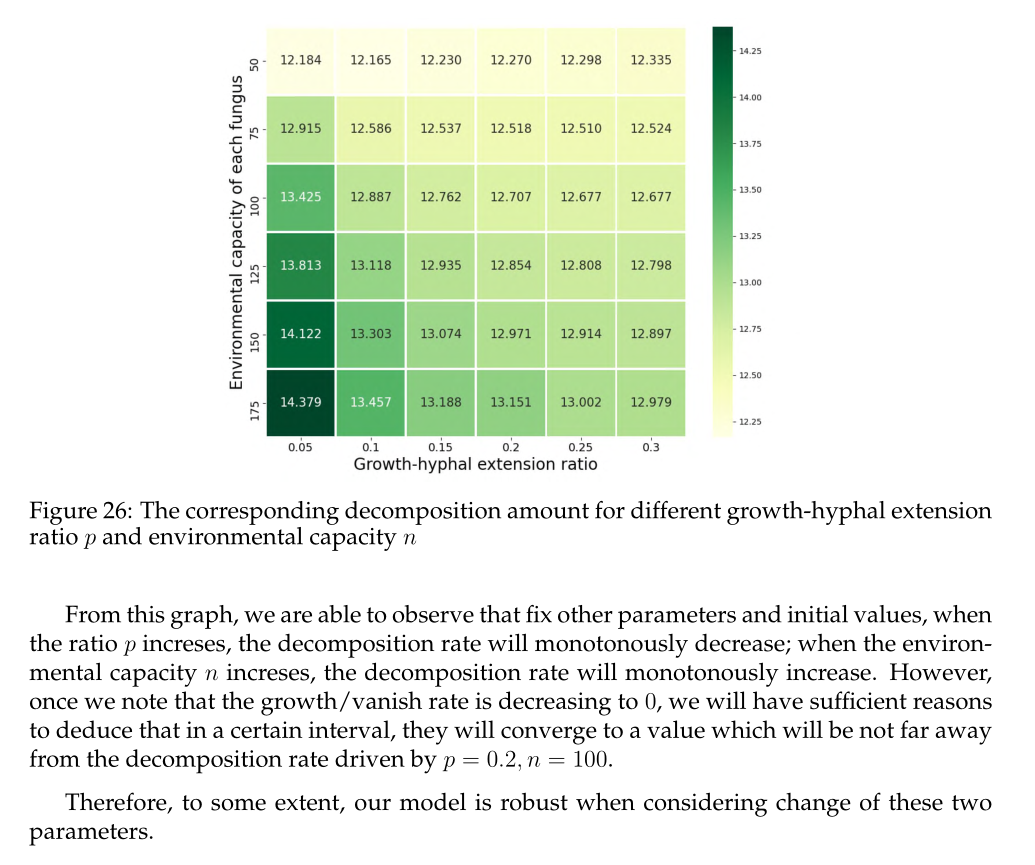 Environmental capacity of each fungus
50 12.184 12.165 12.230 12.270 12.298 12.335
75 12.915 12.586 12.537 12.518 12.510 12.524
100 13.425 12.887 12.762 12.707 12.677 12.677
125 13.813 13.118 12.935 12.854 12.808 12.798
150 14.122 13.303 13.074 12.971 12.914 12.897
175 14.379 13.457 13.188 13.151 13.002 12.979
0.05 0.1 0.15 0.2 0.25 0.3
Growth-hyphal extension ratio
14.25
14.00
13.75
13.50
13.25
13.00
12.75
12.50
12.25
Figure 26: The corresponding decomposition amount for different growth-hyphal extension
ratio p and environmental capacity n
From this graph, we are able to observe that fix other parameters and initial values, when
the ratio p increses, the decomposition rate will monotonously decrease; when the environ-
mental capacity n increses, the decomposition rate will monotonously increase. However,
once we note that the growth/vanish rate is decreasing to 0, we will have sufficient reasons
to deduce that in a certain interval, they will converge to a value which will be not far away
from the decomposition rate driven by p = 0.2, n = 100.
Therefore, to some extent, our model is robust when considering change of these two
parameters.